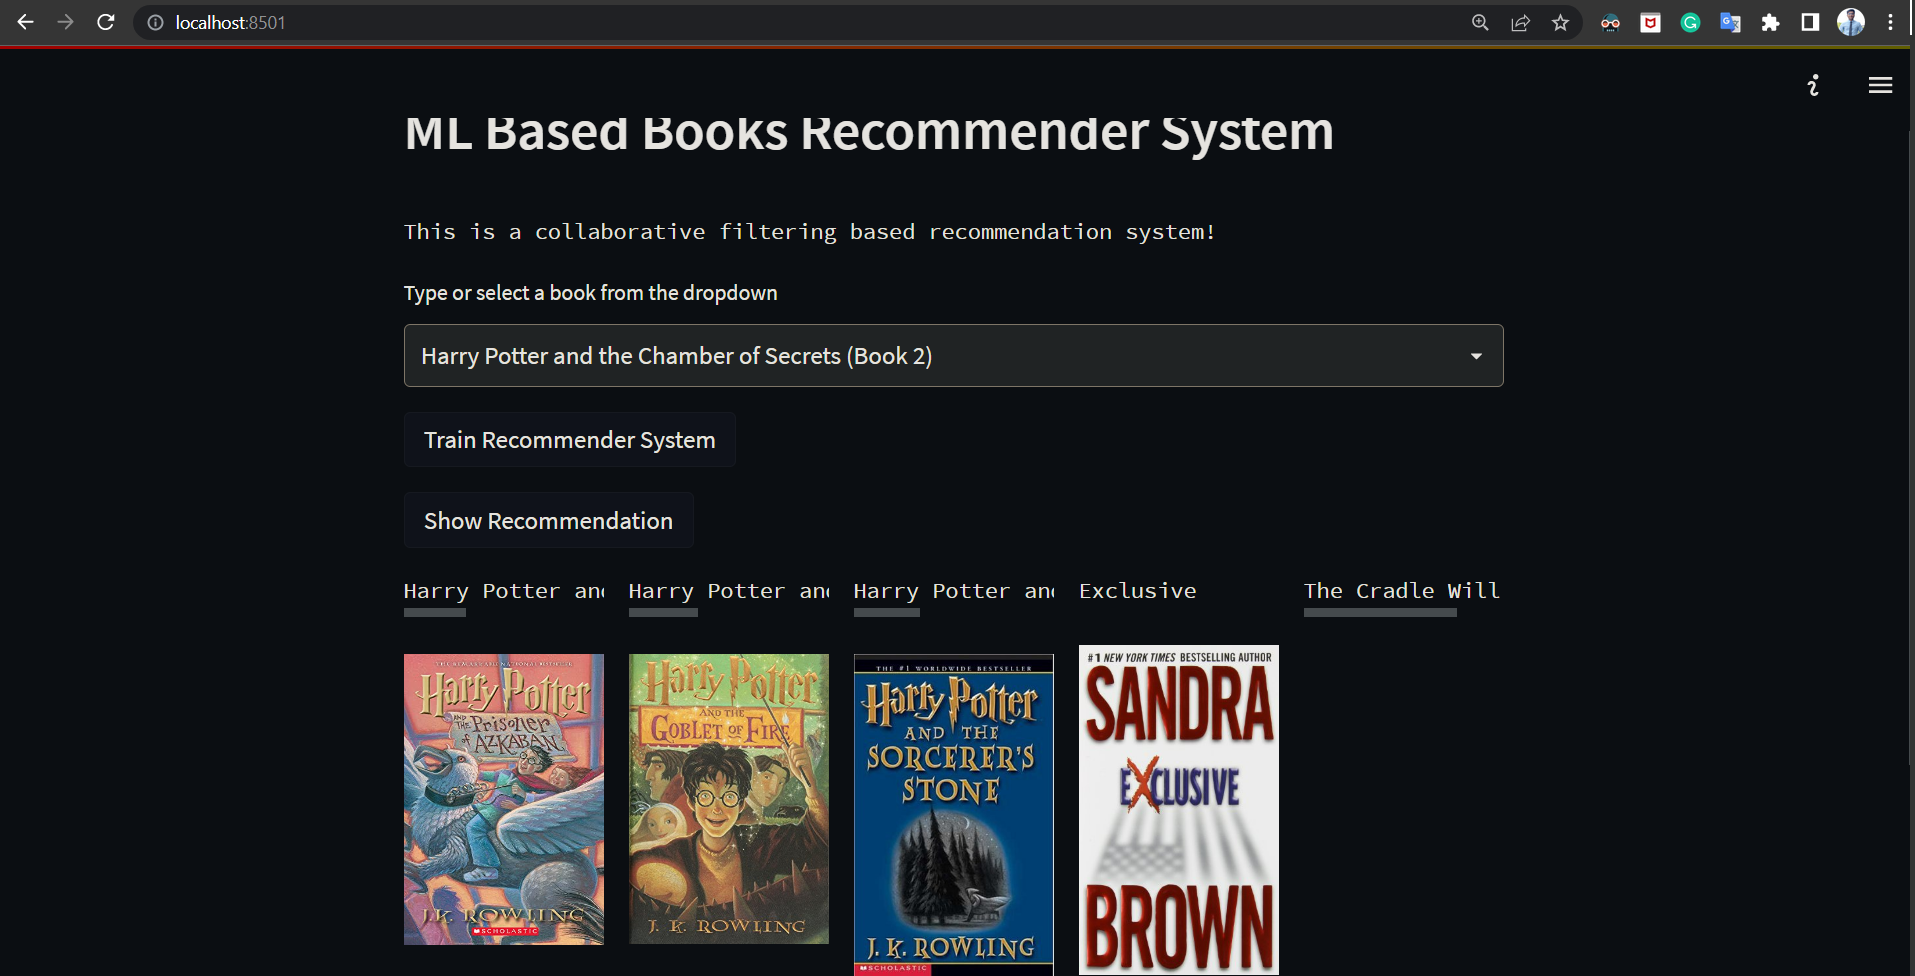 localhost:8501
ML Based Books Recommender System
This is a collaborative filtering based recommendation system!
Type or select a book from the dropdown
Harry Potter and the Chamber of Secrets (Book 2)
Train Recommender System
Show Recommendation
Harry Potter and
Harry Potter and
Harry Potter and
Exclusive
The Cradle Will
THE REMARKABLE NATIONAL BESTSELLER
Harry Potter
AND THE
Prisoner
of AZKABAN
J.K. ROWLING
SCHOLASTIC
Harry Potter
AND THE
GOBLET OF FIRE
J. K. ROWLING
THE #1 WORLDWIDE BESTSELLER
Harry Potter
AND THE
SORCERER'S
STONE
J. K. ROWLING
SCHOLASTIC
#1 NEW YORK TIMES BESTSELLING AUTHOR
SANDRA
EXCLUSIVE
BROWN